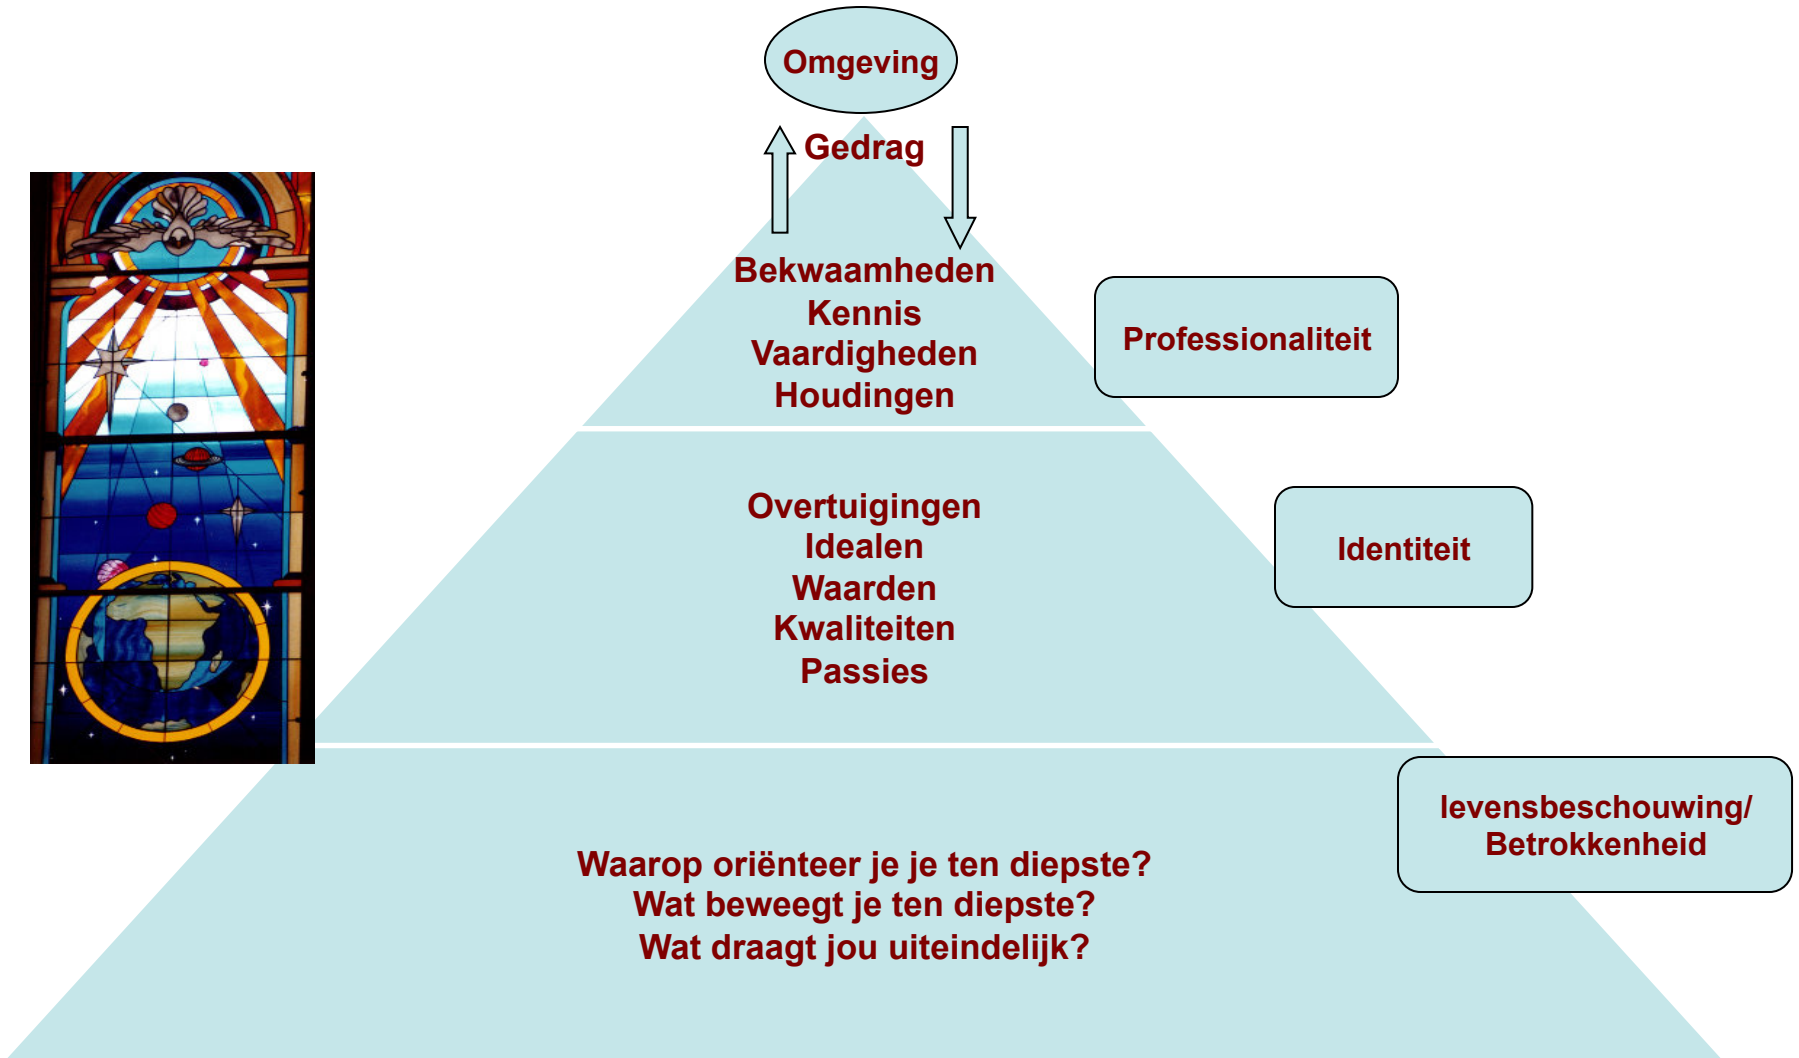 Omgeving
Gedrag
Bekwaamheden
Kennis
Vaardigheden
Houdingen
Professionaliteit
Overtuigingen
Idealen
Waarden
Kwaliteiten
Passies
Identiteit
levensbeschouwing/
Betrokkenheid
Waarop oriënteer je je ten diepste?
Wat beweegt je ten diepste?
Wat draagt jou uiteindelijk?